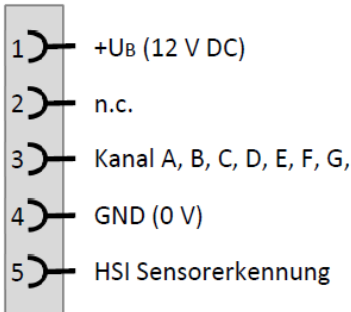 1 +UB (12 V DC)
2 n.c.
3 Kanal A, B, C, D, E, F, G,
4 GND (0 V)
5 HSI Sensorerkennung